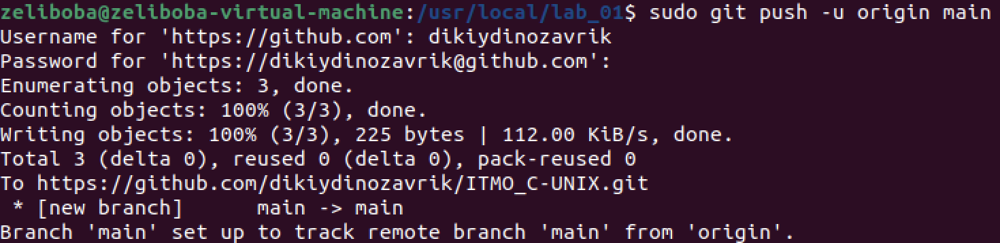 zeliboba@zeliboba-virtual-machine:/usr/local/lab_01$ sudo git push -u origin main
Username for 'https://github.com': dikiydinozavrik
Password for 'https://dikiydinozavrik@github.com':
Enumerating objects: 3, done.
Counting objects: 100% (3/3), done.
Writing objects: 100% (3/3), 225 bytes | 112.00 KiB/s, done.
Total 3 (delta 0), reused 0 (delta 0), pack-reused 0
To https://github.com/dikiydinozavrik/ITMO_C-UNIX.git
 * [new branch]      main -> main
Branch 'main' set up to track remote branch 'main' from 'origin'.